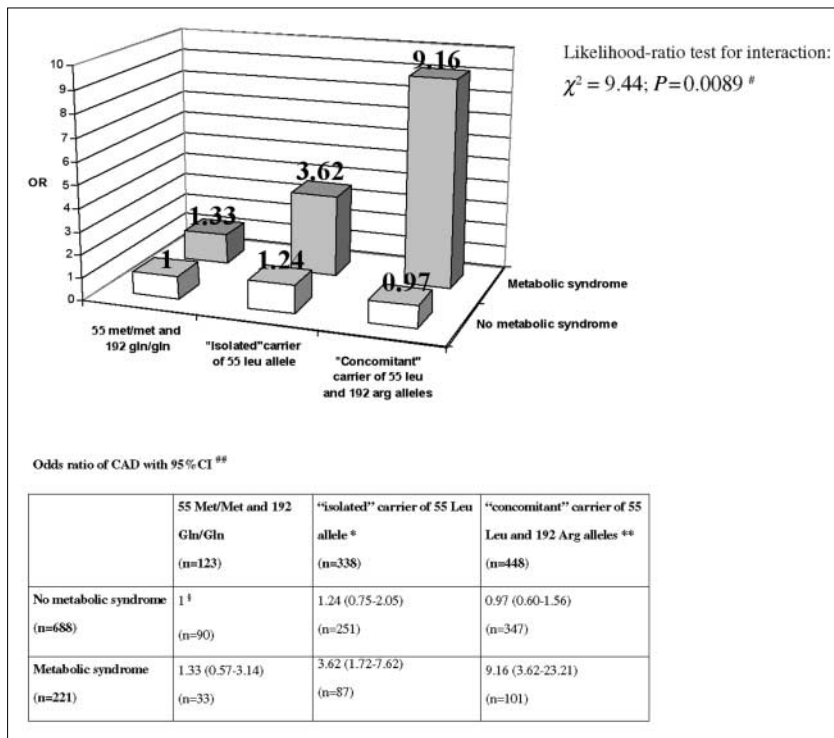 Likelihood-ratio test for interaction:
χ² = 9.44; P=0.0089 #
10
9
8
7
6
5
4
3
2
1
0
OR
9.16
3.62
1.33
1
1.24
0.97
Metabolic syndrome
No metabolic syndrome
55 met/met and
192 gln/gln
"Isolated"carrier
of 55 leu allele
"Concomitant"
carrier of 55 leu
and 192 arg alleles
Odds ratio of CAD with 95%CI ##
55 Met/Met and 192
Gln/Gln
(n=123)
“isolated” carrier of 55 Leu
allele *
(n=338)
“concomitant” carrier of 55
Leu and 192 Arg alleles **
(n=448)
No metabolic syndrome
(n=688)
1 §
(n=90)
1.24 (0.75-2.05)
(n=251)
0.97 (0.60-1.56)
(n=347)
Metabolic syndrome
(n=221)
1.33 (0.57-3.14)
(n=33)
3.62 (1.72-7.62)
(n=87)
9.16 (3.62-23.21)
(n=101)